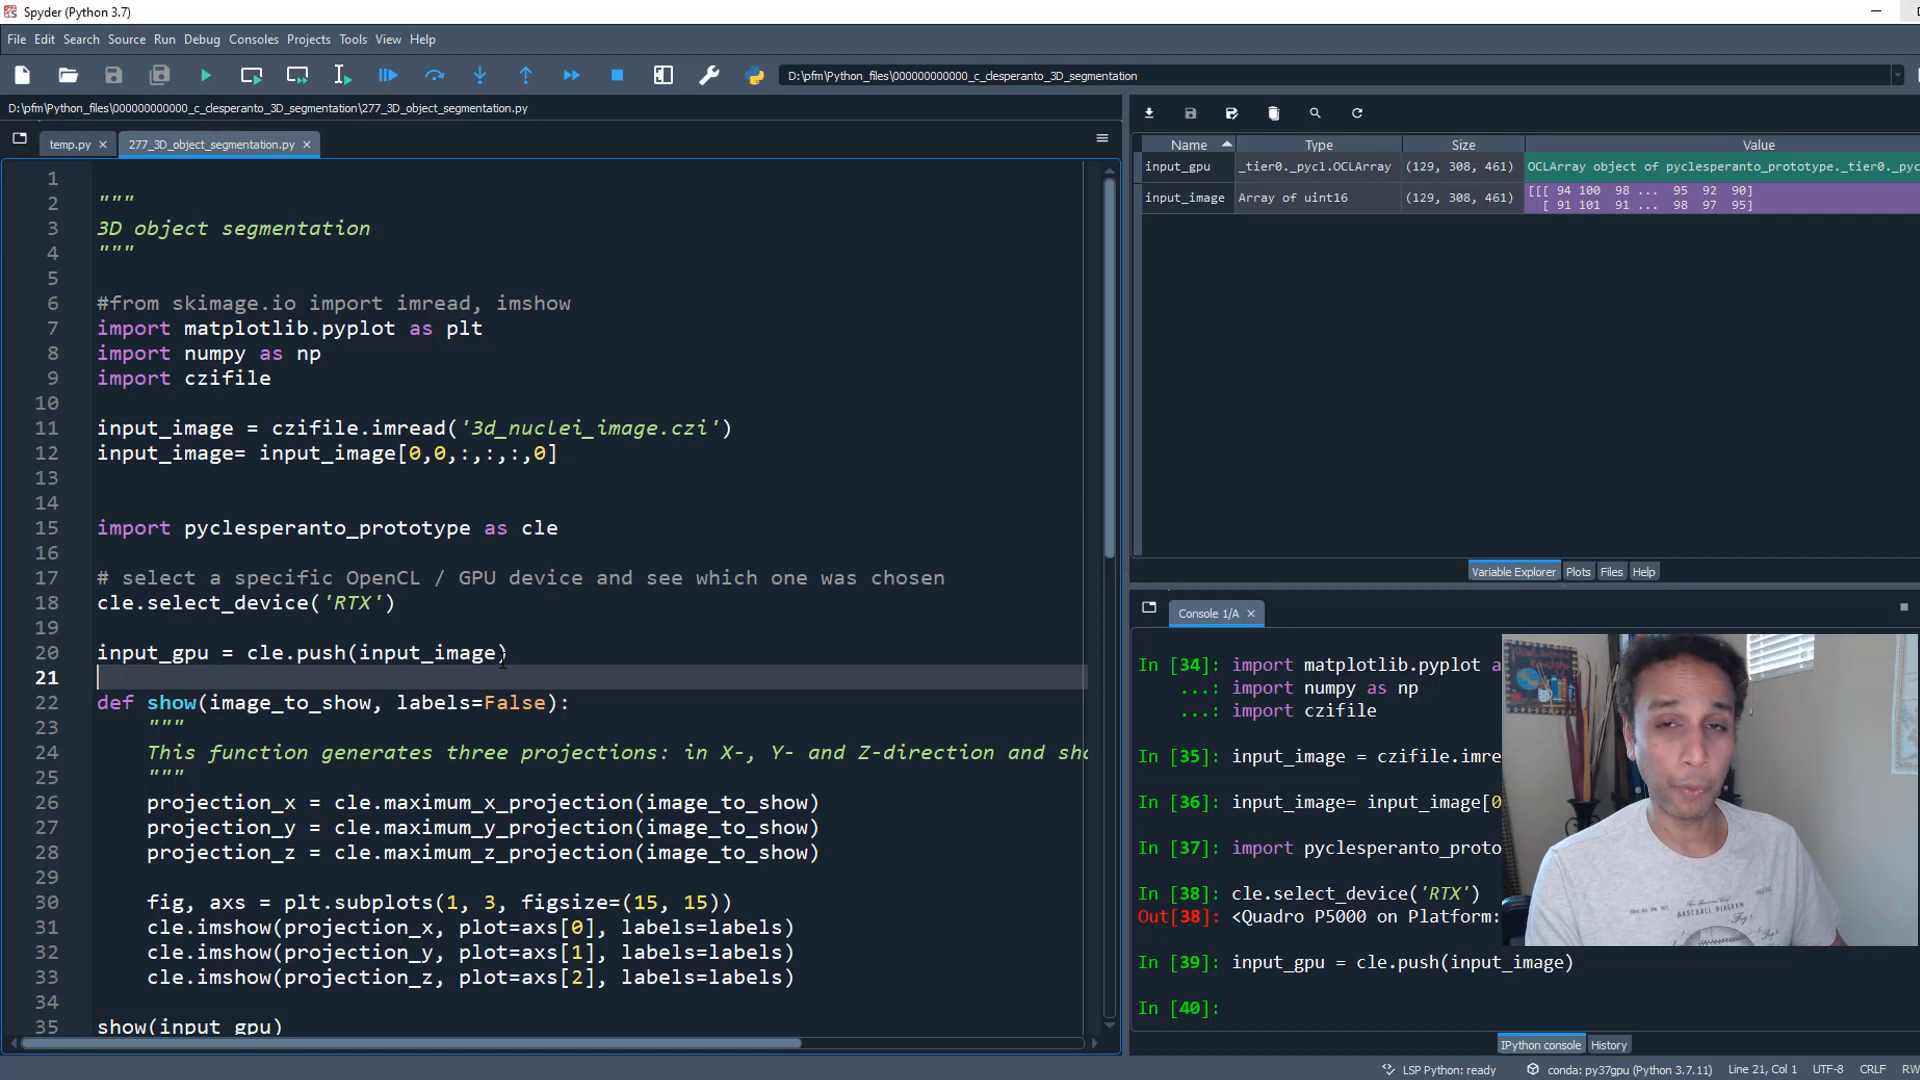 Spyder (Python 3.7)
File Edit Search Source Run Debug Consoles Projects Tools View Help
D:\pfm\Python_files\000000000000_c_clesperanto_3D_segmentation
D:\pfm\Python_files\000000000000_c_clesperanto_3D_segmentation\277_3D_object_segmentation.py
temp.py
277_3D_object_segmentation.py
1
2 """
3 3D object segmentation
4 """
5
6 #from skimage.io import imread, imshow
7 import matplotlib.pyplot as plt
8 import numpy as np
9 import czifile
10
11 input_image = czifile.imread('3d_nuclei_image.czi')
12 input_image= input_image[0,0,:,:,:,0]
13
14
15 import pyclesperanto_prototype as cle
16
17 # select a specific OpenCL / GPU device and see which one was chosen
18 cle.select_device('RTX')
19
20 input_gpu = cle.push(input_image)
21
22 def show(image_to_show, labels=False):
23 """
24 This function generates three projections: in X-, Y- and Z-direction and sho
25 """
26 projection_x = cle.maximum_x_projection(image_to_show)
27 projection_y = cle.maximum_y_projection(image_to_show)
28 projection_z = cle.maximum_z_projection(image_to_show)
29
30 fig, axs = plt.subplots(1, 3, figsize=(15, 15))
31 cle.imshow(projection_x, plot=axs[0], labels=labels)
32 cle.imshow(projection_y, plot=axs[1], labels=labels)
33 cle.imshow(projection_z, plot=axs[2], labels=labels)
34
35 show(input_gpu)
Name Type Size Value
input_gpu _tier0._pycl.OCLArray (129, 308, 461) OCLArray object of pyclesperanto_prototype._tier0._pyc
input_image Array of uint16 (129, 308, 461) [[[ 94 100 98 ... 95 92 90]
[ 91 101 91 ... 98 97 95]
Variable Explorer Plots Files Help
Console 1/A
In [34]: import matplotlib.pyplot a
...: import numpy as np
...: import czifile
In [35]: input_image = czifile.imre
In [36]: input_image= input_image[0
In [37]: import pyclesperanto_proto
In [38]: cle.select_device('RTX')
Out[38]: <Quadro P5000 on Platform:
In [39]: input_gpu = cle.push(input_image)
In [40]:
BASEBALL DIAGRAM
IPython console History
LSP Python: ready conda: py37gpu (Python 3.7.11) Line 21, Col 1 UTF-8 CRLF RW